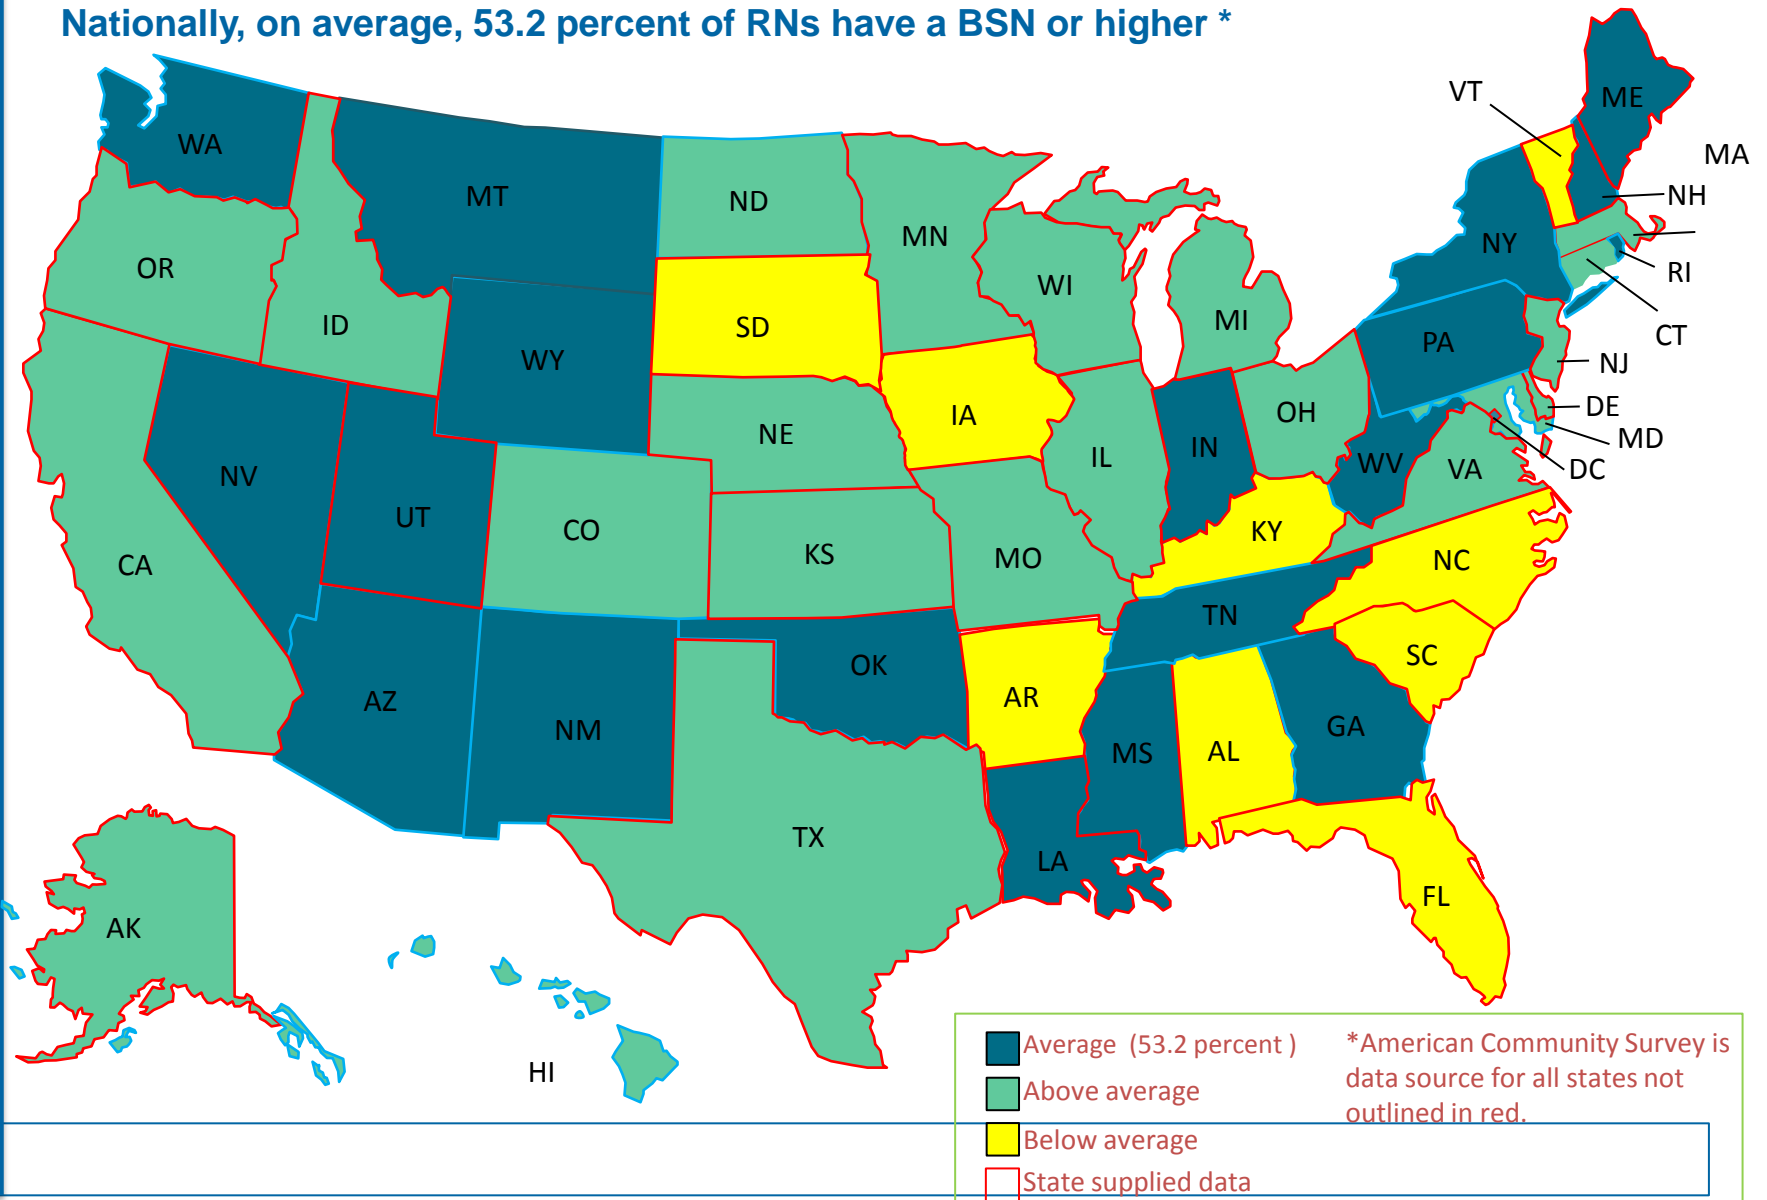 Nationally, on average, 53.2 percent of RNs have a BSN or higher *
VT
ME
WA
MA
MT
NH
ND
MN
NY
OR
RI
WI
ID
MI
SD
CT
PA
WY
NJ
DE
IA
OH
NE
MD
IN
IL
WV
VA
DC
NV
UT
CO
KY
KS
MO
NC
CA
TN
SC
OK
AR
AZ
GA
NM
MS
AL
TX
LA
FL
AK
HI
Average (53.2 percent )
Above average
Below average
State supplied data
*American Community Survey is
data source for all states not
outlined in red.